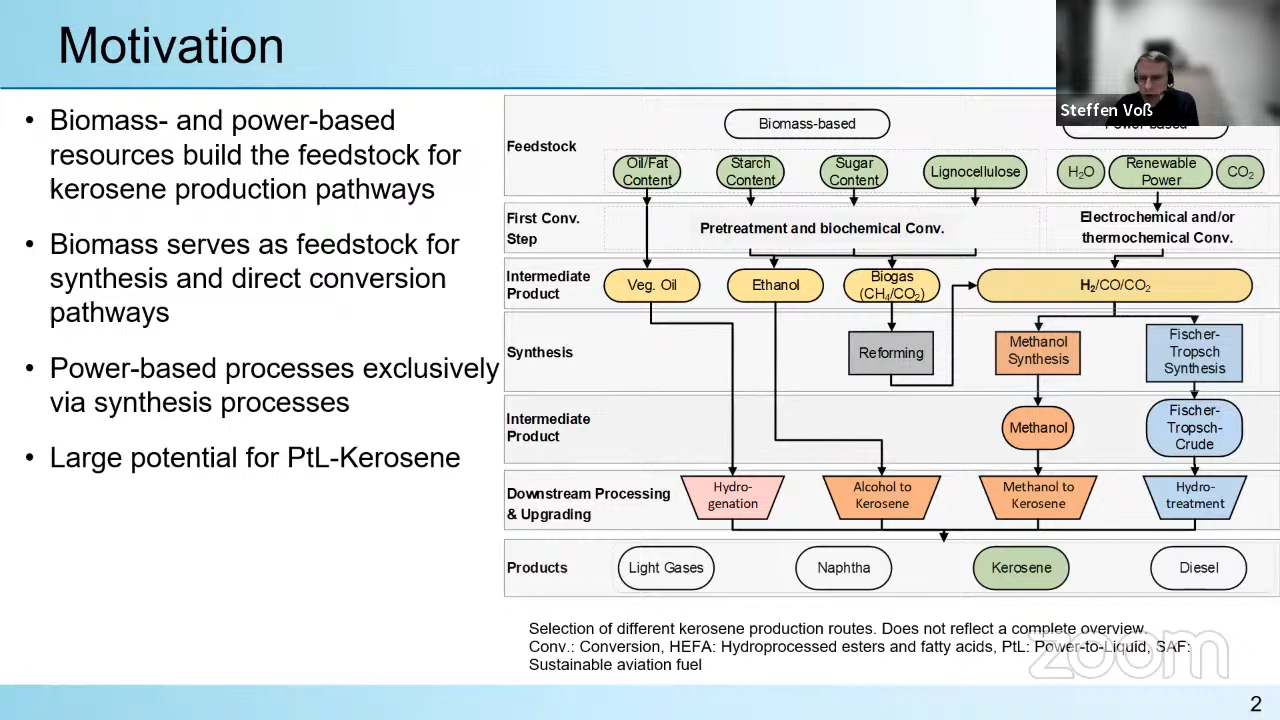 Motivation
Steffen Voß
• Biomass- and power-based
resources build the feedstock for
kerosene production pathways
• Biomass serves as feedstock for
synthesis and direct conversion
pathways
• Power-based processes exclusively
via synthesis processes
• Large potential for PtL-Kerosene
Feedstock
Biomass-based
Power-based
Oil/Fat
Content
Starch
Content
Sugar
Content
Lignocellulose
H₂O
Renewable
Power
CO₂
First Conv.
Step
Pretreatment and biochemical Conv.
Electrochemical and/or
thermochemical Conv.
Intermediate
Product
Veg. Oil
Ethanol
Biogas
(CH₄/CO₂)
H₂/CO/CO₂
Synthesis
Reforming
Methanol
Synthesis
Fischer-
Tropsch
Synthesis
Intermediate
Product
Methanol
Fischer-
Tropsch-
Crude
Downstream Processing
& Upgrading
Hydro-
genation
Alcohol to
Kerosene
Methanol to
Kerosene
Hydro-
treatment
Products
Light Gases
Naphtha
Kerosene
Diesel
Selection of different kerosene production routes. Does not reflect a complete overview.
Conv.: Conversion, HEFA: Hydroprocessed esters and fatty acids, PtL: Power-to-Liquid, SAF:
Sustainable aviation fuel
zoom
2